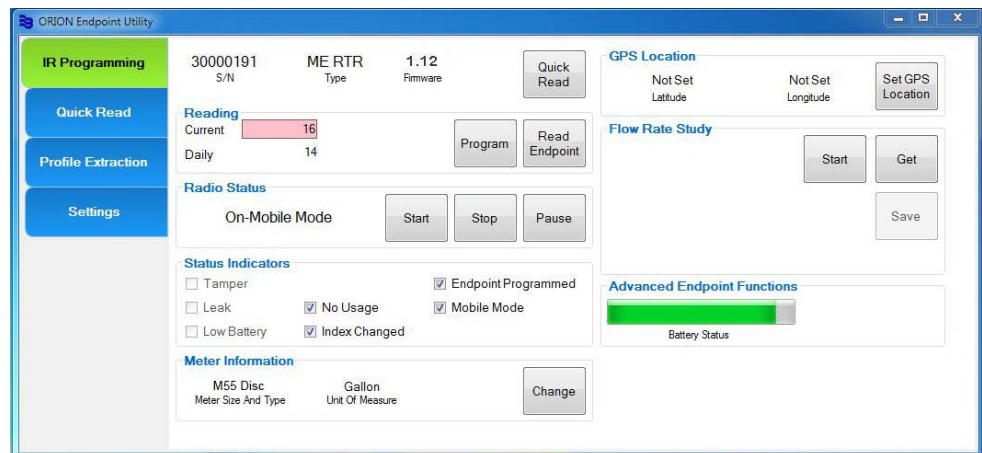 ORION Endpoint Utility
IR Programming
Quick Read
Profile Extraction
Settings
30000191
S/N
ME RTR
Type
1.12
Firmware
Quick
Read
Reading
Current 16
Daily 14
Program
Read
Endpoint
Radio Status
On-Mobile Mode
Start
Stop
Pause
Status Indicators
Tamper
Endpoint Programmed
Leak
No Usage
Mobile Mode
Low Battery
Index Changed
Meter Information
M55 Disc
Meter Size And Type
Gallon
Unit Of Measure
Change
GPS Location
Not Set
Latitude
Not Set
Longitude
Set GPS
Location
Flow Rate Study
Start
Get
Save
Advanced Endpoint Functions
Battery Status